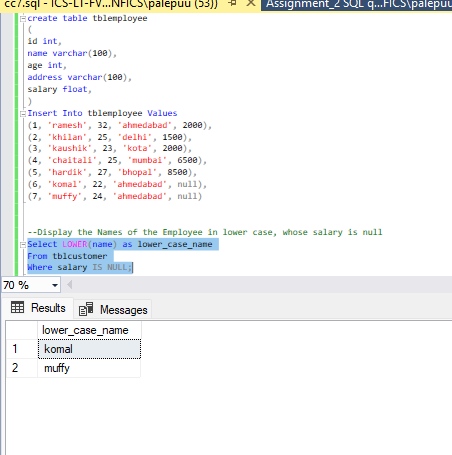 cc7.sql - ICS-LT-FV...NFICS\palepuu (53))
Assignment_2 SQL q...FICS\palepuu
create table tblemployee
(
id int,
name varchar(100),
age int,
address varchar(100),
salary float,
)
Insert Into tblemployee Values
(1, 'ramesh', 32, 'ahmedabad', 2000),
(2, 'khilan', 25, 'delhi', 1500),
(3, 'kaushik', 23, 'kota', 2000),
(4, 'chaitali', 25, 'mumbai', 6500),
(5, 'hardik', 27, 'bhopal', 8500),
(6, 'komal', 22, 'ahmedabad', null),
(7, 'muffy', 24, 'ahmedabad', null)
--Display the Names of the Employee in lower case, whose salary is null
Select LOWER(name) as lower_case_name
From tblcustomer
Where salary IS NULL;
70 %
Results
Messages
lower_case_name
1 komal
2 muffy